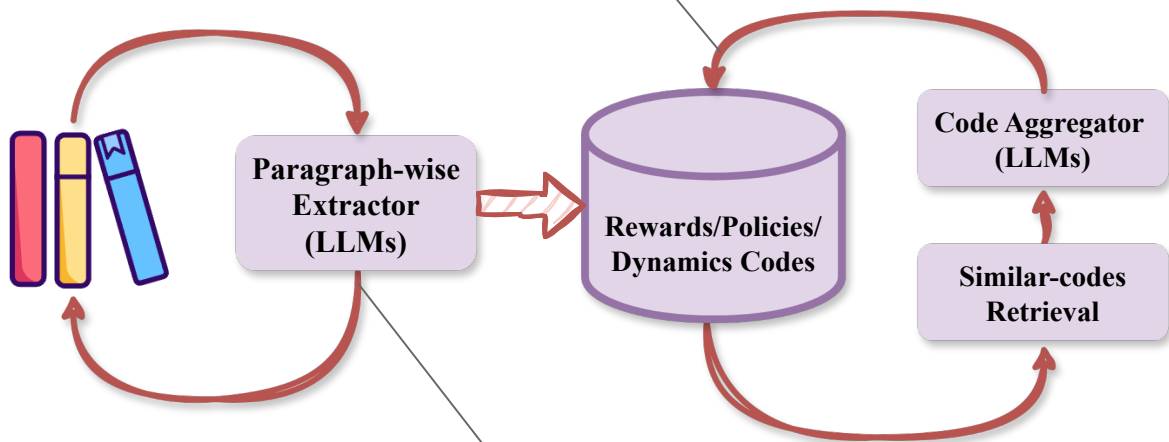 Paragraph-wise
Extractor
(LLMs)
Rewards/Policies/
Dynamics Codes
Code Aggregator
(LLMs)
Similar-codes
Retrieval